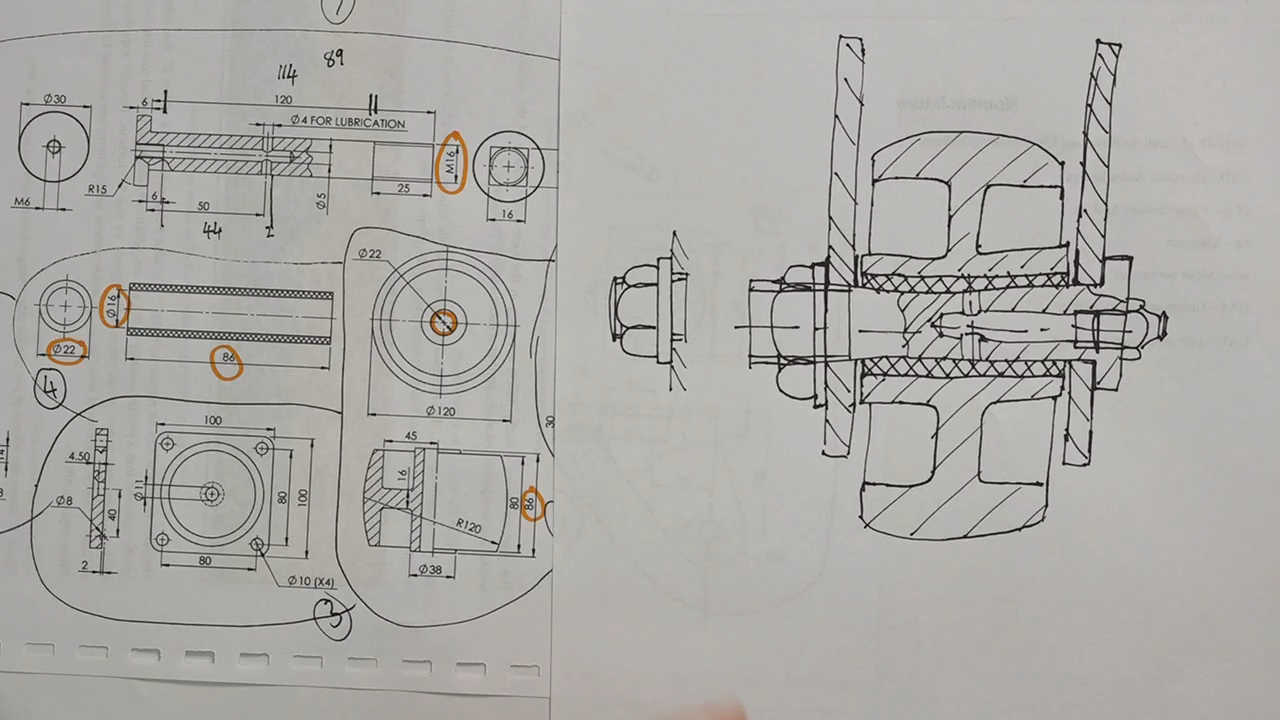 114
89
Ø30
6
120
Ø4 FOR LUBRICATION
M16
R15
M6
6
50
Ø5
25
16
44
2
Ø22
Ø16
Ø22
86
4
Ø120
100
4.50
Ø11
80
100
Ø8
40
2
80
Ø10 (X4)
3
45
16
80
86
R120
Ø38
30
Nomenclature